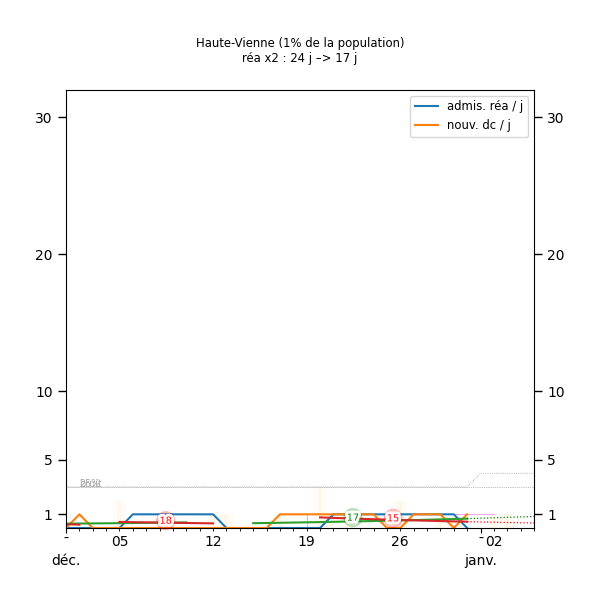 Haute-Vienne (1% de la population)
réa x2 : 24 j –> 17 j
admis. réa / j
nouv. dc / j
30 30
20 20
10 10
5 5
1 1
18 17 15
- 05 12 19 26 - 02
déc. janv.